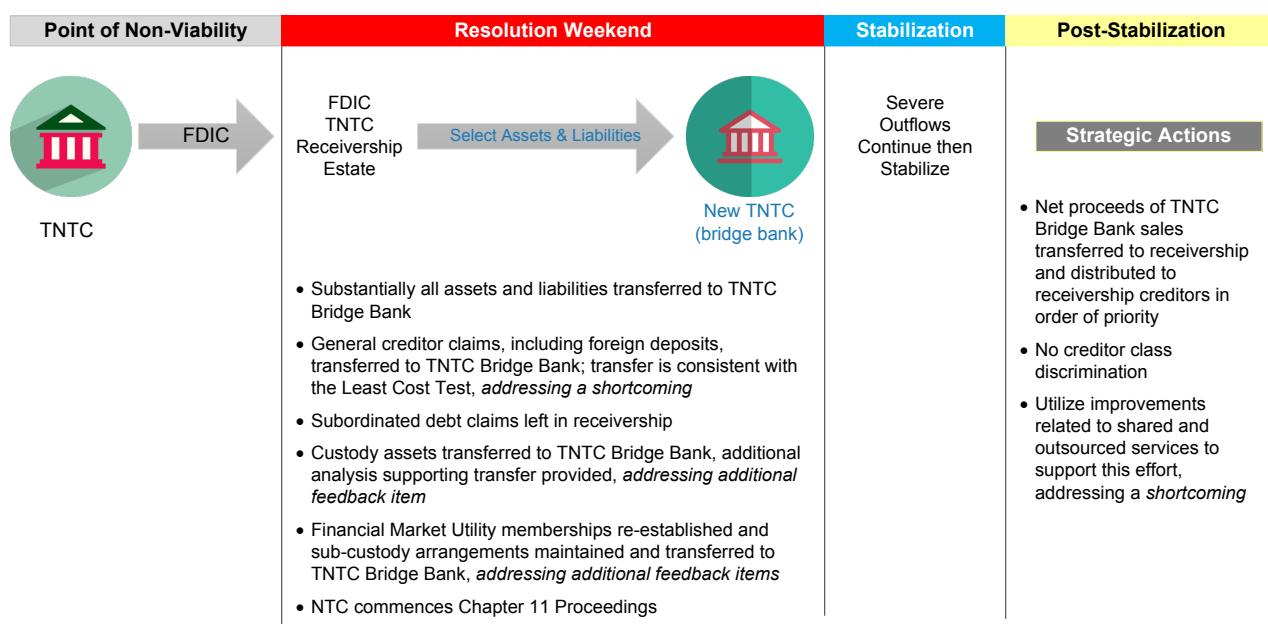 Point of Non-Viability
Resolution Weekend
Stabilization
Post-Stabilization
TNTC
FDIC
FDIC
TNTC
Receivership
Estate
Select Assets & Liabilities
New TNTC
(bridge bank)
• Substantially all assets and liabilities transferred to TNTC
Bridge Bank
• General creditor claims, including foreign deposits,
transferred to TNTC Bridge Bank; transfer is consistent with
the Least Cost Test, addressing a shortcoming
• Subordinated debt claims left in receivership
• Custody assets transferred to TNTC Bridge Bank, additional
analysis supporting transfer provided, addressing additional
feedback item
• Financial Market Utility memberships re-established and
sub-custody arrangements maintained and transferred to
TNTC Bridge Bank, addressing additional feedback items
• NTC commences Chapter 11 Proceedings
Severe
Outflows
Continue then
Stabilize
Strategic Actions
• Net proceeds of TNTC
Bridge Bank sales
transferred to receivership
and distributed to
receivership creditors in
order of priority
• No creditor class
discrimination
• Utilize improvements
related to shared and
outsourced services to
support this effort,
addressing a shortcoming